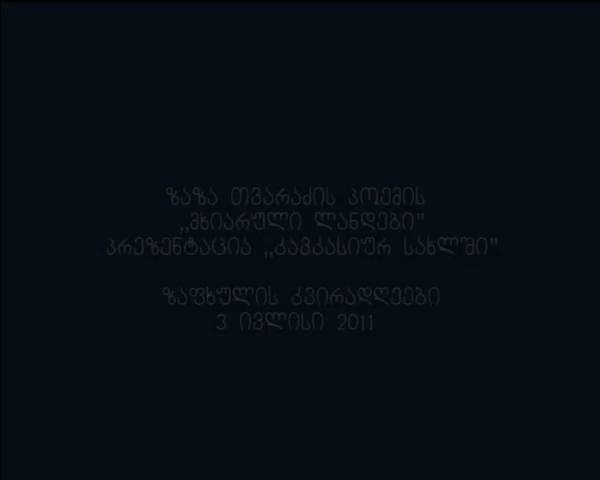 ზაზა თვარაძის პოემის
,,მხიარული ლანდები"
პრეზენტაცია ,,კავკასიურ სახლში"
ზაფხულის კვირადღეები
3 ივლისი 2011